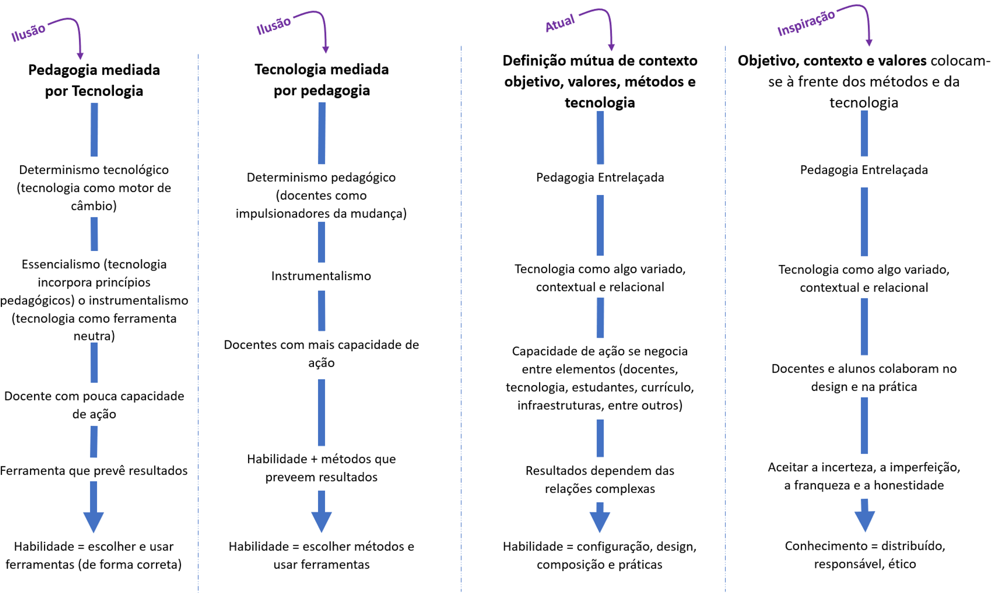 Ilusão
Pedagogia mediada
por Tecnologia
Determinismo tecnológico
(tecnologia como motor de
câmbio)
Essencialismo (tecnologia
incorpora princípios
pedagógicos) o instrumentalismo
(tecnologia como ferramenta
neutra)
Docente com pouca capacidade
de ação
Ferramenta que prevê resultados
Habilidade = escolher e usar
ferramentas (de forma correta)
Ilusão
Tecnologia mediada
por pedagogia
Determinismo pedagógico
(docentes como
impulsionadores da mudança)
Instrumentalismo
Docentes com mais capacidade de
ação
Habilidade + métodos que
preveem resultados
Habilidade = escolher métodos e
usar ferramentas
Atual
Definição mútua de contexto
objetivo, valores, métodos e
tecnologia
Pedagogia Entrelaçada
Tecnologia como algo variado,
contextual e relacional
Capacidade de ação se negocia
entre elementos (docentes,
tecnologia, estudantes, currículo,
infraestruturas, entre outros)
Resultados dependem das
relações complexas
Habilidade = configuração, design,
composição e práticas
Inspiração
Objetivo, contexto e valores colocam-
se à frente dos métodos e da
tecnologia
Pedagogia Entrelaçada
Tecnologia como algo variado,
contextual e relacional
Docentes e alunos colaboram no
design e na prática
Aceitar a incerteza, a imperfeição,
a franqueza e a honestidade
Conhecimento = distribuído,
responsável, ético